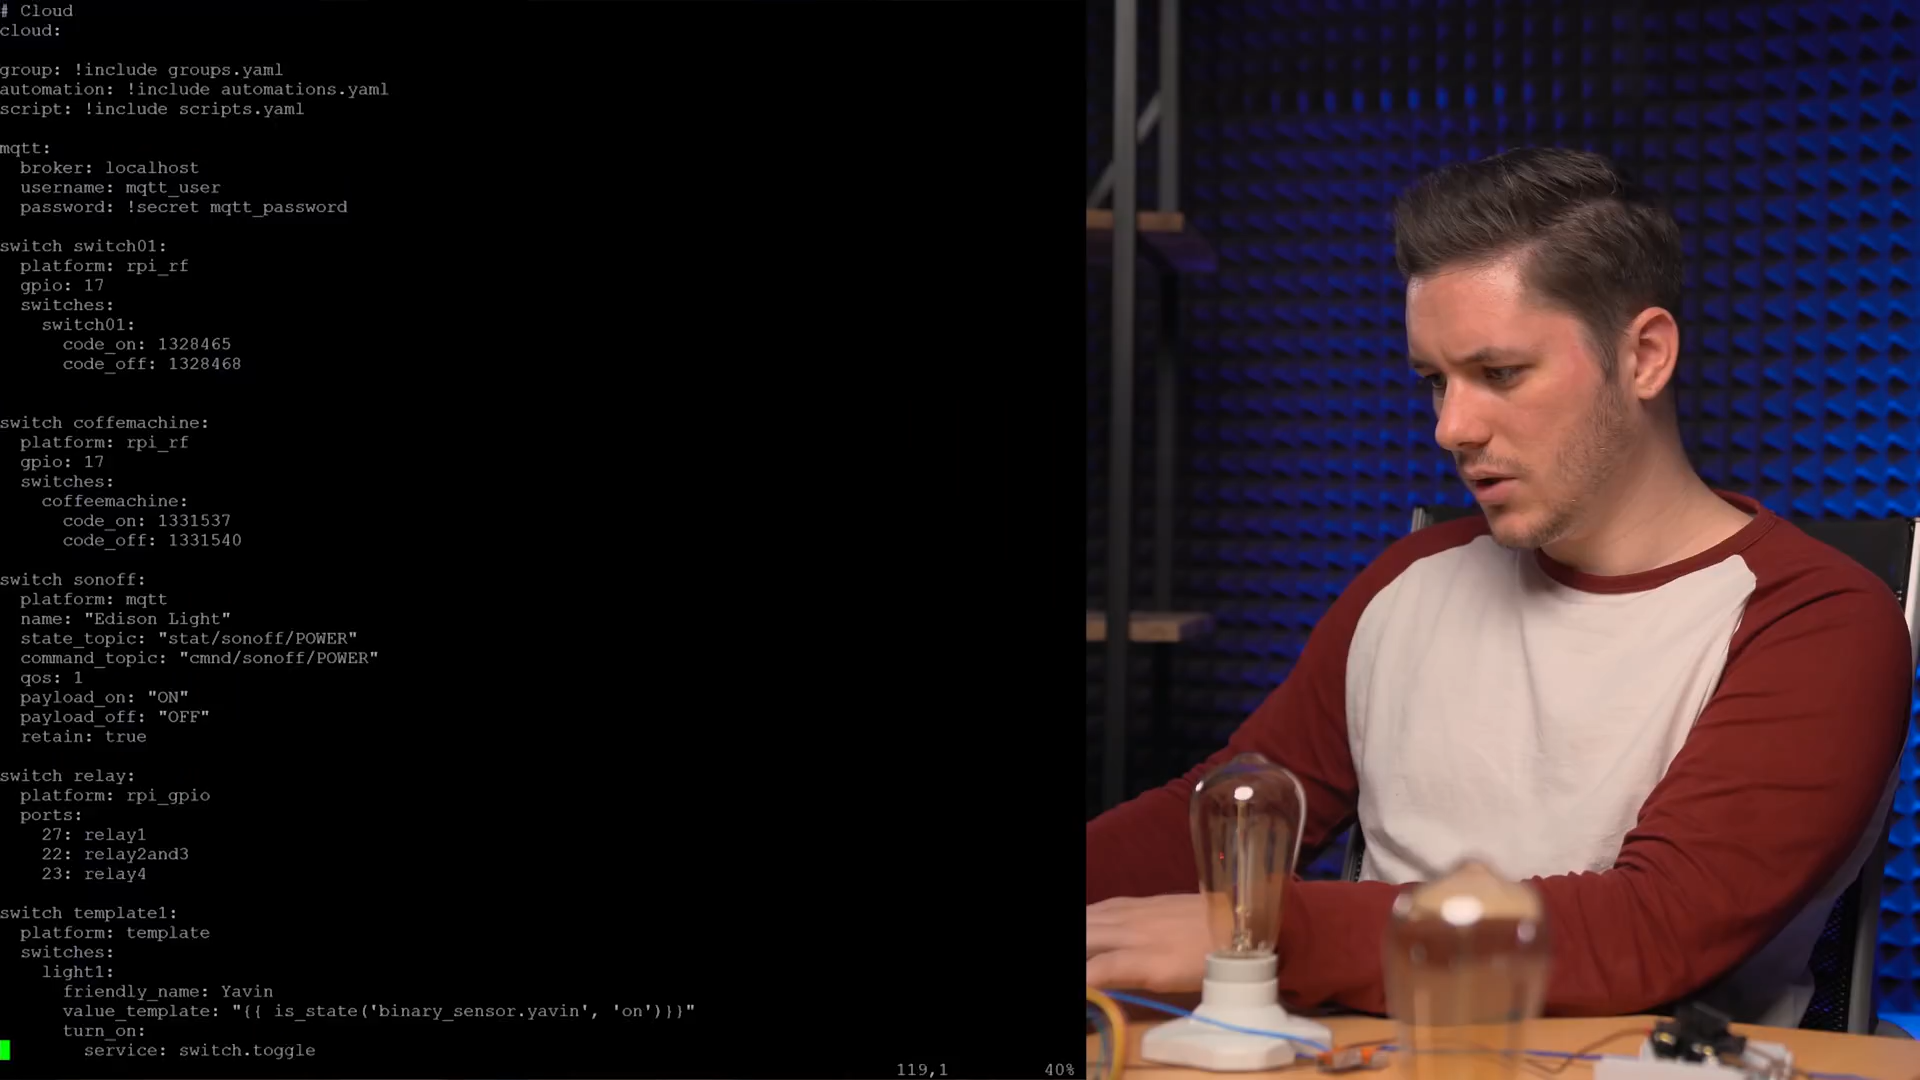 # Cloud
cloud:
group: !include groups.yaml
automation: !include automations.yaml
script: !include scripts.yaml
mqtt:
broker: localhost
username: mqtt_user
password: !secret mqtt_password
switch switch01:
platform: rpi_rf
gpio: 17
switches:
switch01:
code_on: 1328465
code_off: 1328468
switch coffemachine:
platform: rpi_rf
gpio: 17
switches:
coffeemachine:
code_on: 1331537
code_off: 1331540
switch sonoff:
platform: mqtt
name: "Edison Light"
state_topic: "stat/sonoff/POWER"
command_topic: "cmnd/sonoff/POWER"
qos: 1
payload_on: "ON"
payload_off: "OFF"
retain: true
switch relay:
platform: rpi_gpio
ports:
27: relay1
22: relay2and3
23: relay4
switch template1:
platform: template
switches:
light1:
friendly_name: Yavin
value_template: "{{ is_state('binary_sensor.yavin', 'on')}}"
turn_on:
service: switch.toggle
119,1 40%